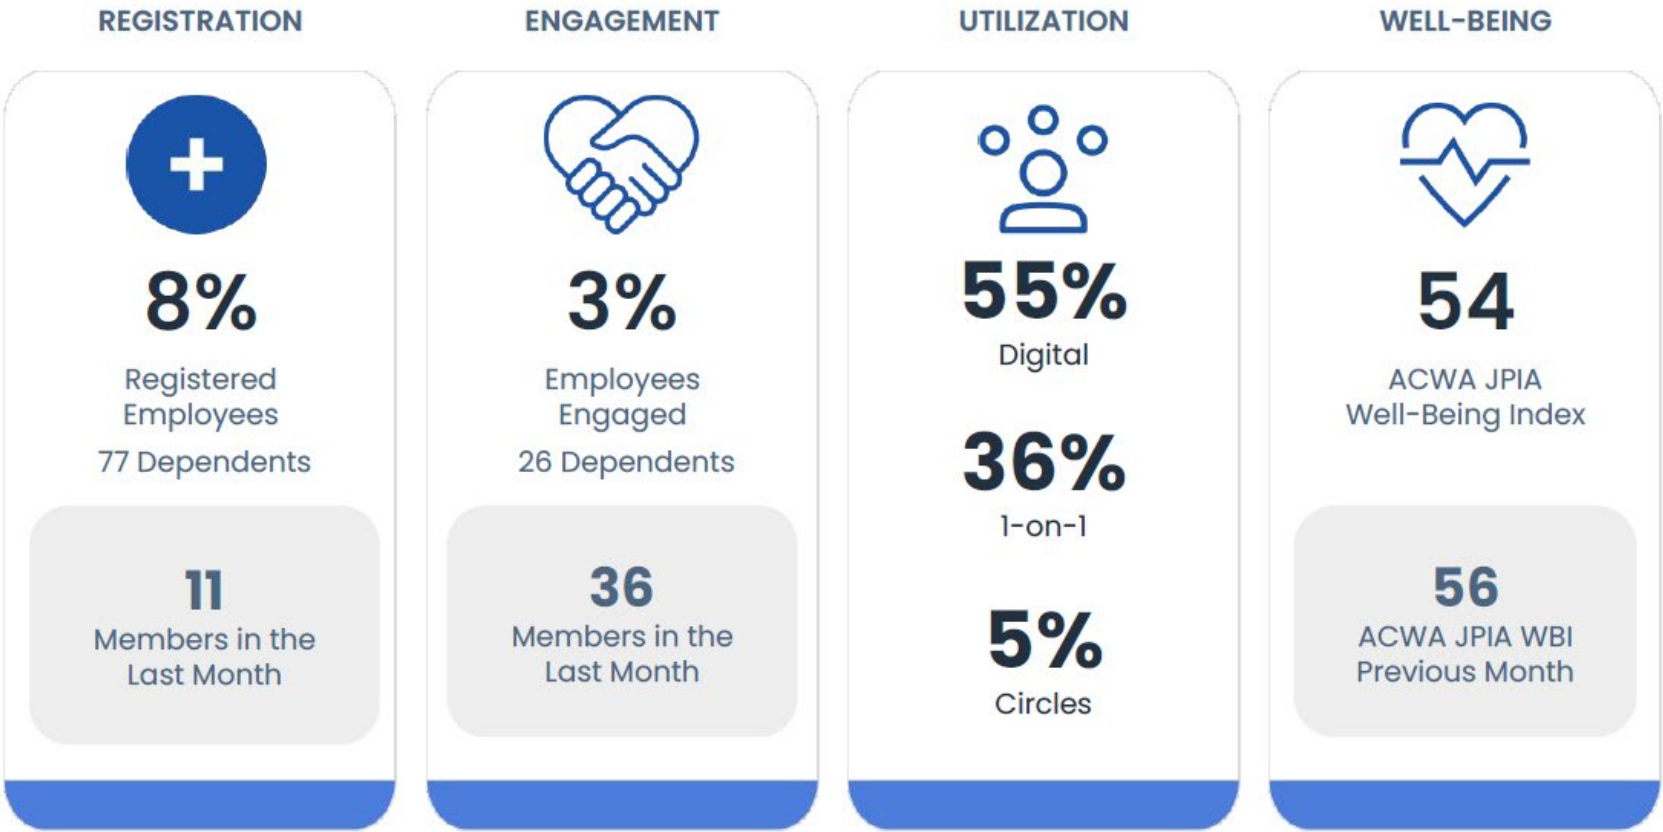 REGISTRATION
8%
Registered
Employees
77 Dependents
11
Members in the
Last Month
ENGAGEMENT
3%
Employees
Engaged
26 Dependents
36
Members in the
Last Month
UTILIZATION
55%
Digital
36%
1-on-1
5%
Circles
WELL-BEING
54
ACWA JPIA
Well-Being Index
56
ACWA JPIA WBI
Previous Month